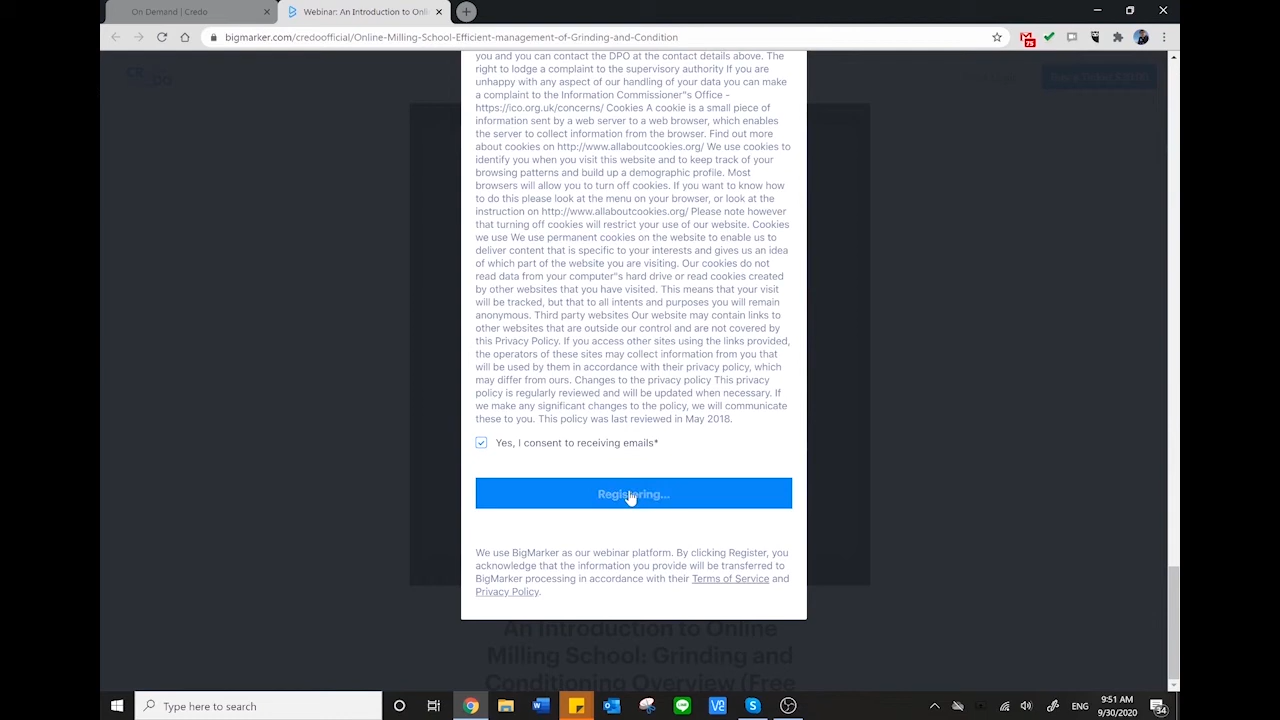 On Demand | Credo
Webinar: An Introduction to Onli
bigmarker.com/credoofficial/Online-Milling-School-Efficient-management-of-Grinding-and-Condition
75
you and you can contact the DPO at the contact details above. The
right to lodge a complaint to the supervisory authority If you are
unhappy with any aspect of our handling of your data you can make
a complaint to the Information Commissioner"s Office -
https://ico.org.uk/concerns/ Cookies A cookie is a small piece of
information sent by a web server to a web browser, which enables
the server to collect information from the browser. Find out more
about cookies on http://www.allaboutcookies.org/ We use cookies to
identify you when you visit this website and to keep track of your
browsing patterns and build up a demographic profile. Most
browsers will allow you to turn off cookies. If you want to know how
to do this please look at the menu on your browser, or look at the
instruction on http://www.allaboutcookies.org/ Please note however
that turning off cookies will restrict your use of our website. Cookies
we use We use permanent cookies on the website to enable us to
deliver content that is specific to your interests and gives us an idea
of which part of the website you are visiting. Our cookies do not
read data from your computer"s hard drive or read cookies created
by other websites that you have visited. This means that your visit
will be tracked, but that to all intents and purposes you will remain
anonymous. Third party websites Our website may contain links to
other websites that are outside our control and are not covered by
this Privacy Policy. If you access other sites using the links provided,
the operators of these sites may collect information from you that
will be used by them in accordance with their privacy policy, which
may differ from ours. Changes to the privacy policy This privacy
policy is regularly reviewed and will be updated when necessary. If
we make any significant changes to the policy, we will communicate
these to you. This policy was last reviewed in May 2018.
Yes, I consent to receiving emails*
Registering...
We use BigMarker as our webinar platform. By clicking Register, you
acknowledge that the information you provide will be transferred to
BigMarker processing in accordance with their Terms of Service and
Privacy Policy.
An Introduction to Online
Milling School: Grinding and
Conditioning Overview (Free
Type here to search
9:51 AM
9/30/2020
34